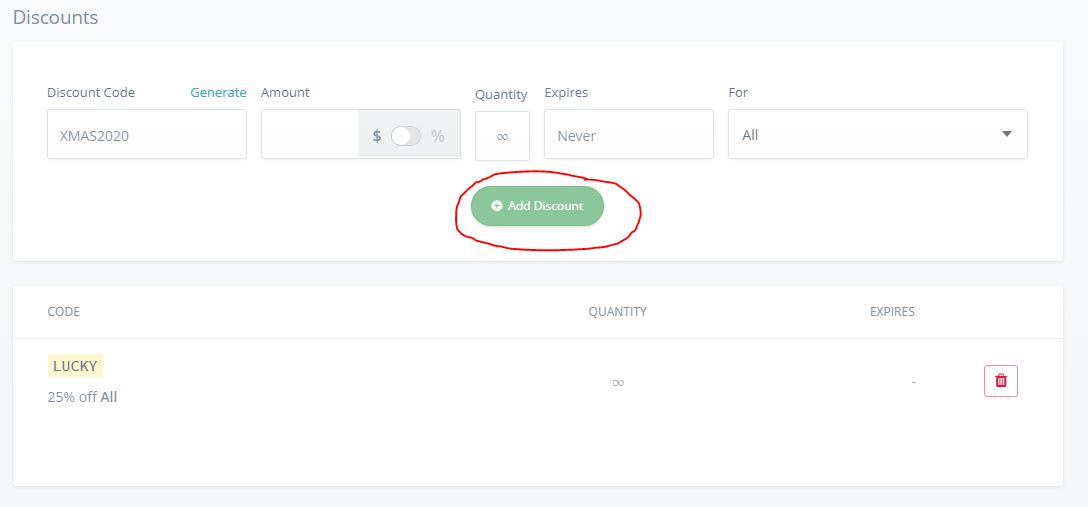 Discounts
Discount Code Generate Amount Quantity Expires For
XMAS2020 $ % ∞ Never All
Add Discount
CODE QUANTITY EXPIRES
LUCKY
25% off All ∞ -